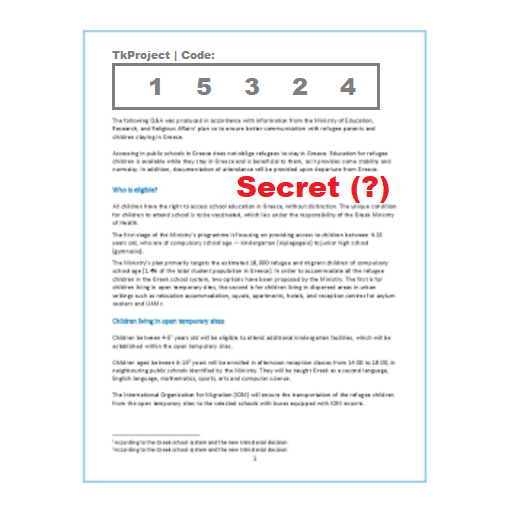 TkProject | Code:
1 5 3 2 4
The following Q&A was produced in accordance with information from the Ministry of Education,
Research, and Religious Affairs' plan so to ensure better communication with refugee parents and
children staying in Greece.
Accessing in public schools in Greece does not oblige refugees to stay in Greece. Education for refugee
children is available while they stay in Greece and is beneficial to them, as it provides some stability and
normalcy. In addition, documentation of attendance will be provided upon departure from Greece.
Secret (?)
Who is eligible?
All children have the right to access school education in Greece, without distinction. The unique condition
for children to attend school is to be vaccinated, which lies under the responsibility of the Greek Ministry
of Health.
The first stage of the Ministry's programme is focusing on providing access to children between 4-15
years old, who are of compulsory school age — kindergarten (nipiagogeio) to junior high school
(gymnasio).
The Ministry's plan primarily targets the estimated 18,000 refugee and migrant children of compulsory
school age (1.4% of the total student population in Greece). In order to accommodate all the refugee
children in the Greek school system, two options have been proposed by the Ministry. The first is for
children living in open temporary sites, the second is for children living in dispersed areas in urban
settings such as relocation accommodation, squats, apartments, hotels, and reception centres for asylum
seekers and UAMs.
Children living in open temporary sites:
Children between 4-5¹ years old will be eligible to attend additional kindergarten facilities, which will be
established within the open temporary sites.
Children aged between 6-15² years will be enrolled in afternoon reception classes from 14:00 to 18:00, in
neighbouring public schools identified by the Ministry. They will be taught Greek as a second language,
English language, mathematics, sports, arts and computer science.
The International Organisation for Migration (IOM) will ensure the transportation of the refugee children
from the open temporary sites to the selected schools with buses equipped with IOM escorts.
¹ According to the Greek school system and the new ministerial decision
² According to the Greek school system and the new ministerial decision
1